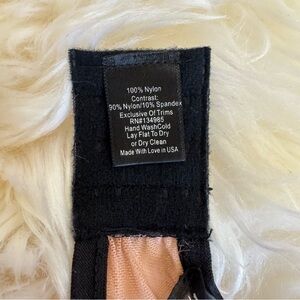 100% Nylon
Contrast:
90% Nylon/10% Spandex
Exclusive Of Trims
RN#134985
Hand WashCold
Lay Flat To Dry
or Dry Clean
Made With Love in USA